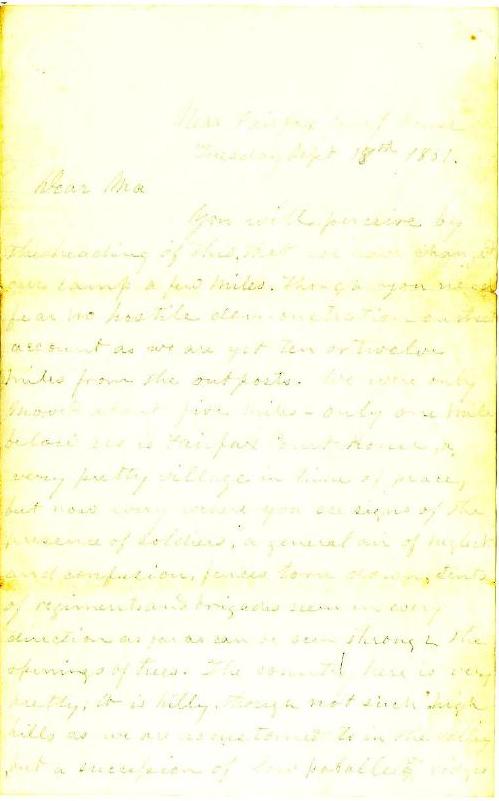 Near Fairfax Court House
Tuesday Sept 18th 1861.
Dear Ma
You will perceive by
the heading of this, that we have chang'd
our camp a few miles. Though you need
fear no hostile demonstration on that
account as we are yet ten or twelve
miles from the outposts. We were only
moved about five miles - only one mile
below us is Fairfax Court House, a
very pretty village in time of peace,
but now every where you see signs of the
presence of soldiers, a general air of neglect
and confusion, fences torn down, tents
of regiments and brigades seen in every
direction as far as can be seen through the
openings of trees. The country here is very
pretty, it is hilly, though not such high
hills as we are accustomed to in the valley
but a succession of low parallel ridges